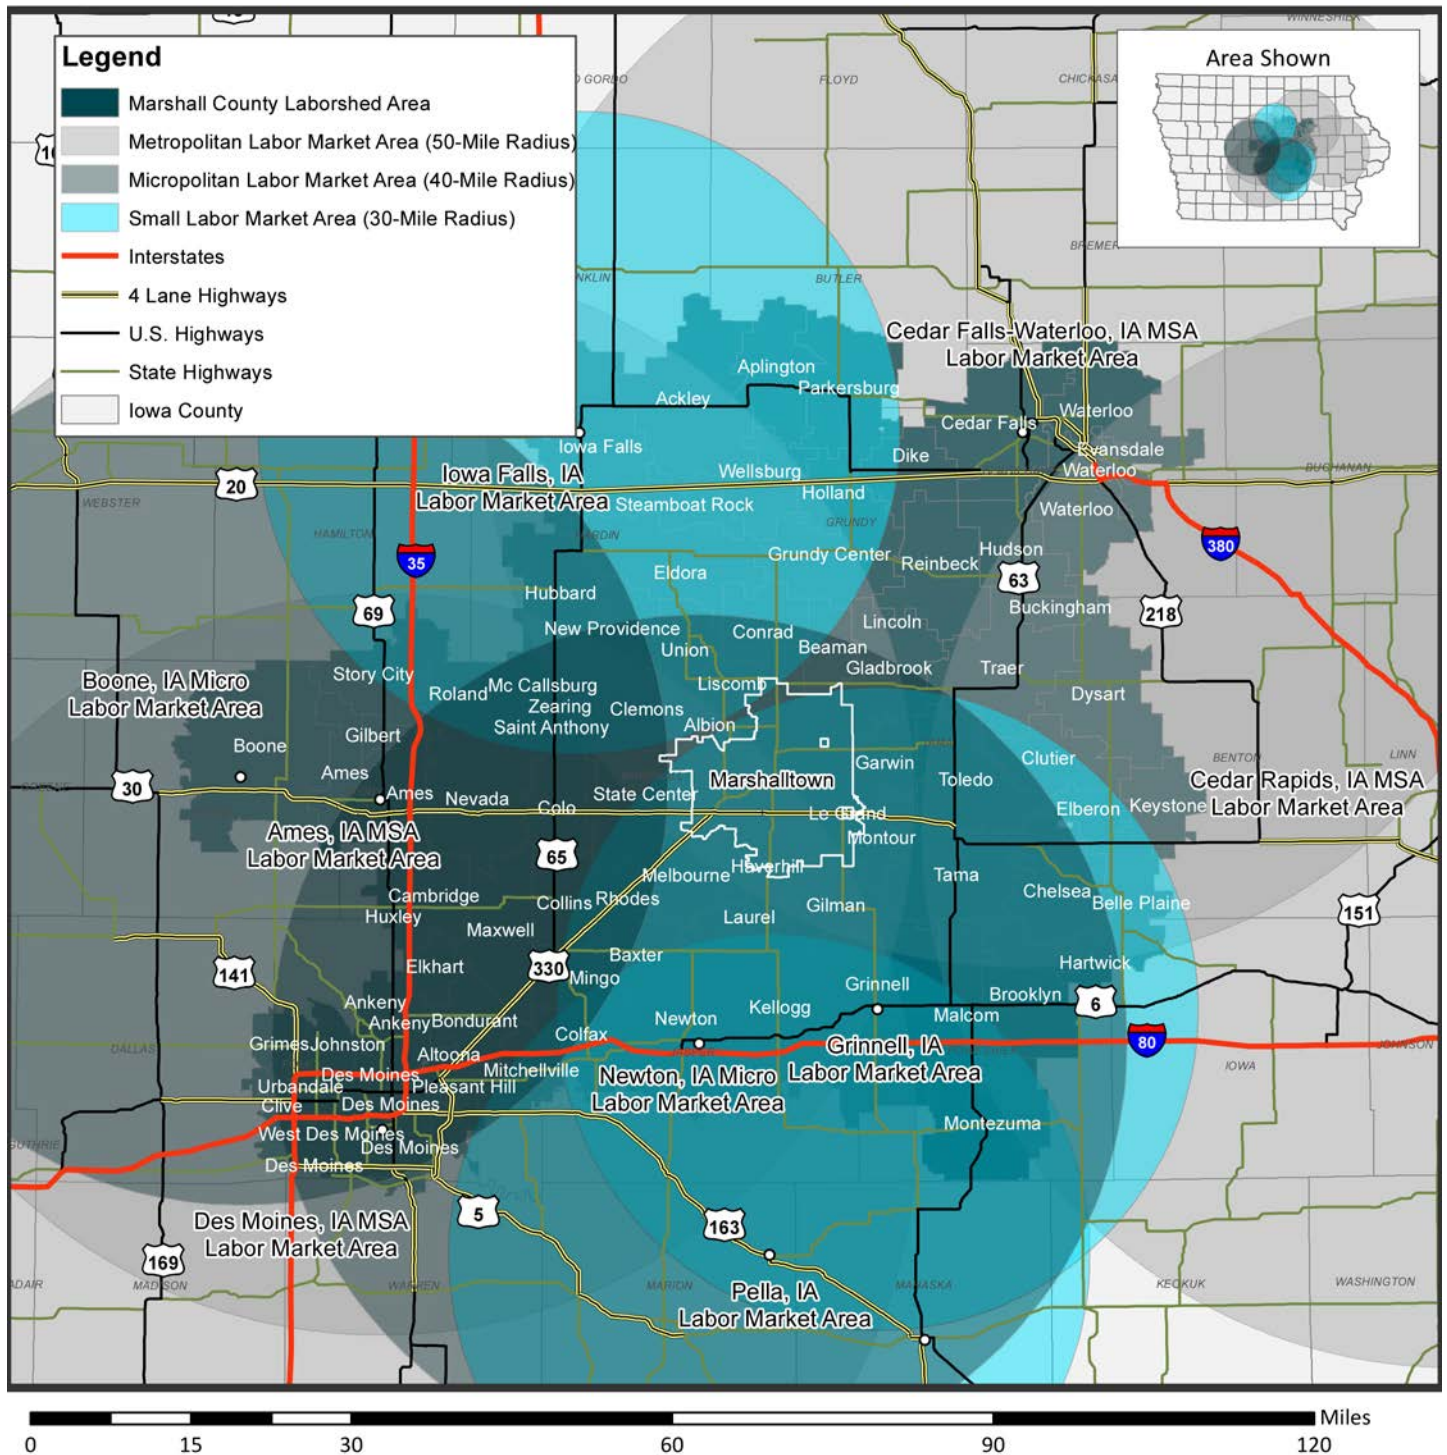 Legend
Marshall County Laborshed Area
Metropolitan Labor Market Area (50-Mile Radius)
Micropolitan Labor Market Area (40-Mile Radius)
Small Labor Market Area (30-Mile Radius)
Interstates
4 Lane Highways
U.S. Highways
State Highways
Iowa County
Area Shown
WINNESHIEK
GORDO
FLOYD
BREMER
BUTLER
Cedar Falls-Waterloo, IA MSA
Labor Market Area
Aplington
Parkersburg
Ackley
Waterloo
Cedar Falls
Iowa Falls
Dike
Evansdale
Wellsburg
Waterloo
BUCHANAN
Iowa Falls, IA
Labor Market Area
20
Holland
WEBSTER
Steamboat Rock
Waterloo
GRUNDY
HAMILTON
35
380
Grundy Center
Hudson
Reinbeck
Eldora
63
Hubbard
69
Buckingham
218
New Providence
Conrad
Lincoln
Union
Beaman
Story City
Gladbrook
Traer
Boone, IA Micro
Labor Market Area
Roland
Mc Callsburg
Liscomb
Dysart
Zearing
Clemons
Saint Anthony
Albion
Gilbert
Boone
Clutier
BENTON
LINN
Ames
Marshalltown
Garwin
Toledo
Cedar Rapids, IA MSA
Labor Market Area
30
Ames
Nevada
Colo
State Center
Le Grand
Elberon
Keystone
Ames, IA MSA
Labor Market Area
Montour
65
Haverhill
Melbourne
Tama
Cambridge
Collins
Rhodes
Gilman
Chelsea
Belle Plaine
Huxley
Laurel
151
Maxwell
Baxter
Elkhart
330
Mingo
Hartwick
141
Grinnell
Ankeny
Kellogg
Brooklyn
6
Ankeny
Bondurant
Newton
Malcom
Colfax
DALLAS
Grimes
Johnston
Altoona
Grinnell, IA
Labor Market Area
80
JOHNSON
Des Moines
Mitchellville
Newton, IA Micro
Labor Market Area
IOWA
Urbandale
Pleasant Hill
Clive
Des Moines
Montezuma
West Des Moines
Des Moines
Des Moines
Des Moines, IA MSA
Labor Market Area
5
163
169
MADISON
WARREN
MARION
MAHASKA
KEOKUK
WASHINGTON
Pella, IA
Labor Market Area
0
15
30
60
90
120
Miles